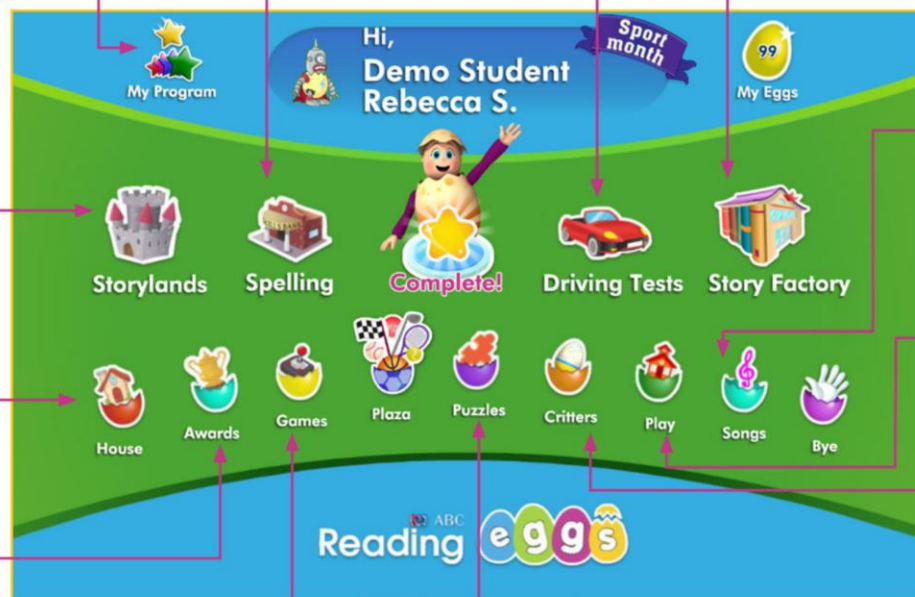 Hi,
Demo Student
Rebecca S.
Sport
month
99
My Program
My Eggs
Storylands
Spelling
Complete!
Driving Tests
Story Factory
House
Awards
Games
Plaza
Puzzles
Critters
Play
Songs
Bye
ABC
Reading eggs